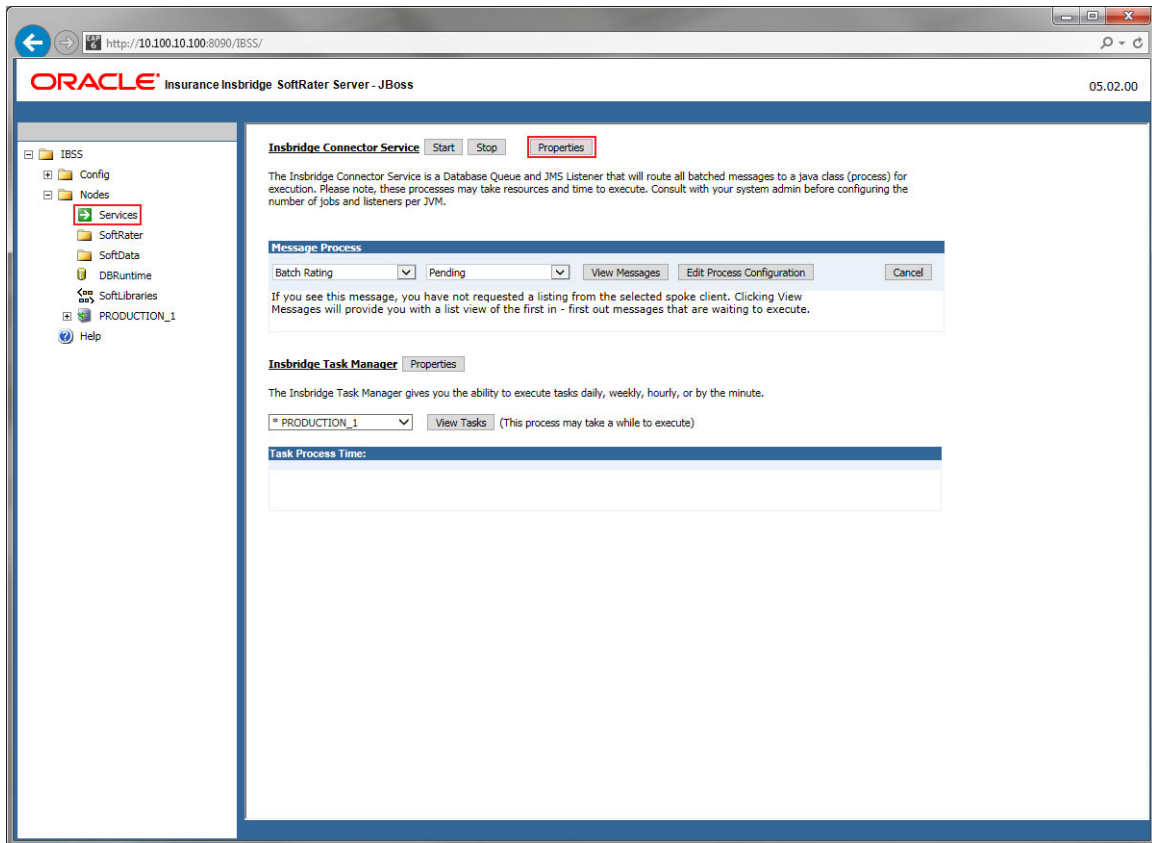 http://10.100.10.100:8090/IBSS/
ORACLE Insurance Insbridge SoftRater Server - JBoss
05.02.00
IBSS
Config
Nodes
Services
SoftRater
SoftData
DBRuntime
SoftLibraries
PRODUCTION_1
Help
Insbridge Connector Service Start Stop Properties
The Insbridge Connector Service is a Database Queue and JMS Listener that will route all batched messages to a java class (process) for
execution. Please note, these processes may take resources and time to execute. Consult with your system admin before configuring the
number of jobs and listeners per JVM.
Message Process
Batch Rating Pending View Messages Edit Process Configuration Cancel
If you see this message, you have not requested a listing from the selected spoke client. Clicking View
Messages will provide you with a list view of the first in - first out messages that are waiting to execute.
Insbridge Task Manager Properties
The Insbridge Task Manager gives you the ability to execute tasks daily, weekly, hourly, or by the minute.
* PRODUCTION_1 View Tasks (This process may take a while to execute)
Task Process Time: